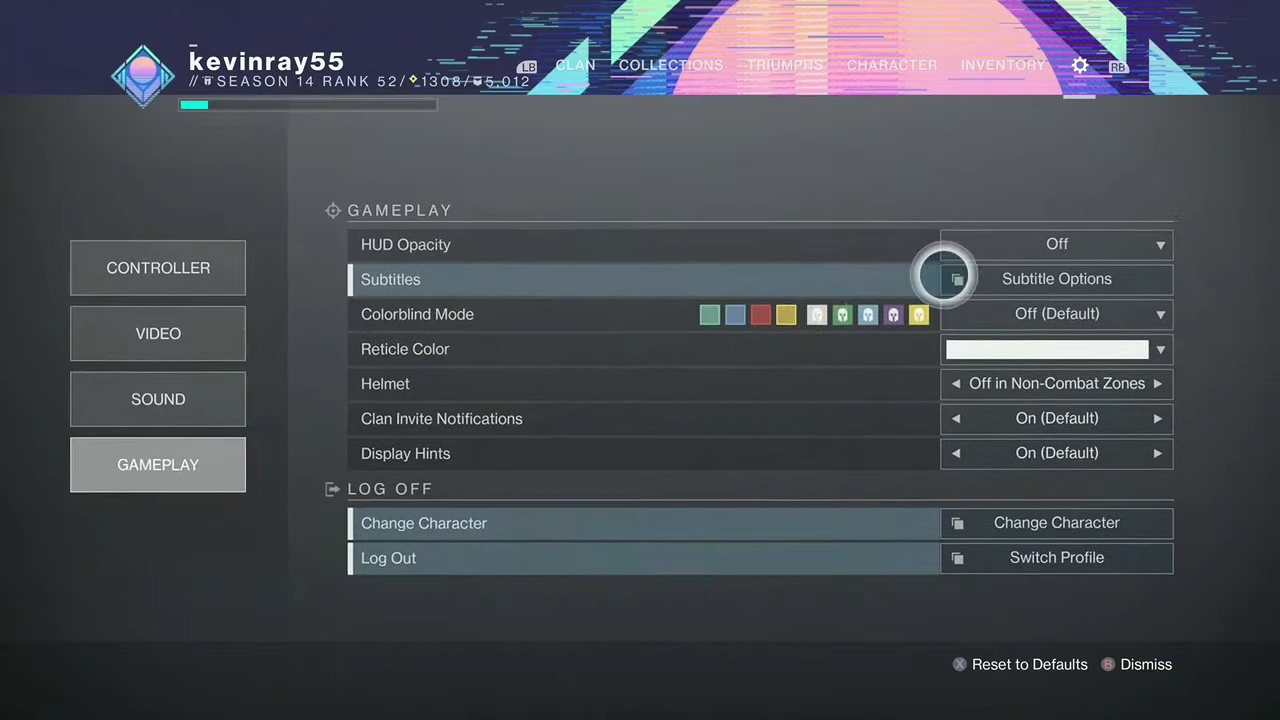 kevinray55
// SEASON 14 RANK 52/ 1308/ 5,012
LB CLAN COLLECTIONS TRIUMPHS CHARACTER INVENTORY RB
GAMEPLAY
HUD Opacity Off
Subtitles Subtitle Options
Colorblind Mode Off (Default)
Reticle Color
Helmet Off in Non-Combat Zones
Clan Invite Notifications On (Default)
Display Hints On (Default)
LOG OFF
Change Character Change Character
Log Out Switch Profile
CONTROLLER
VIDEO
SOUND
GAMEPLAY
X Reset to Defaults B Dismiss